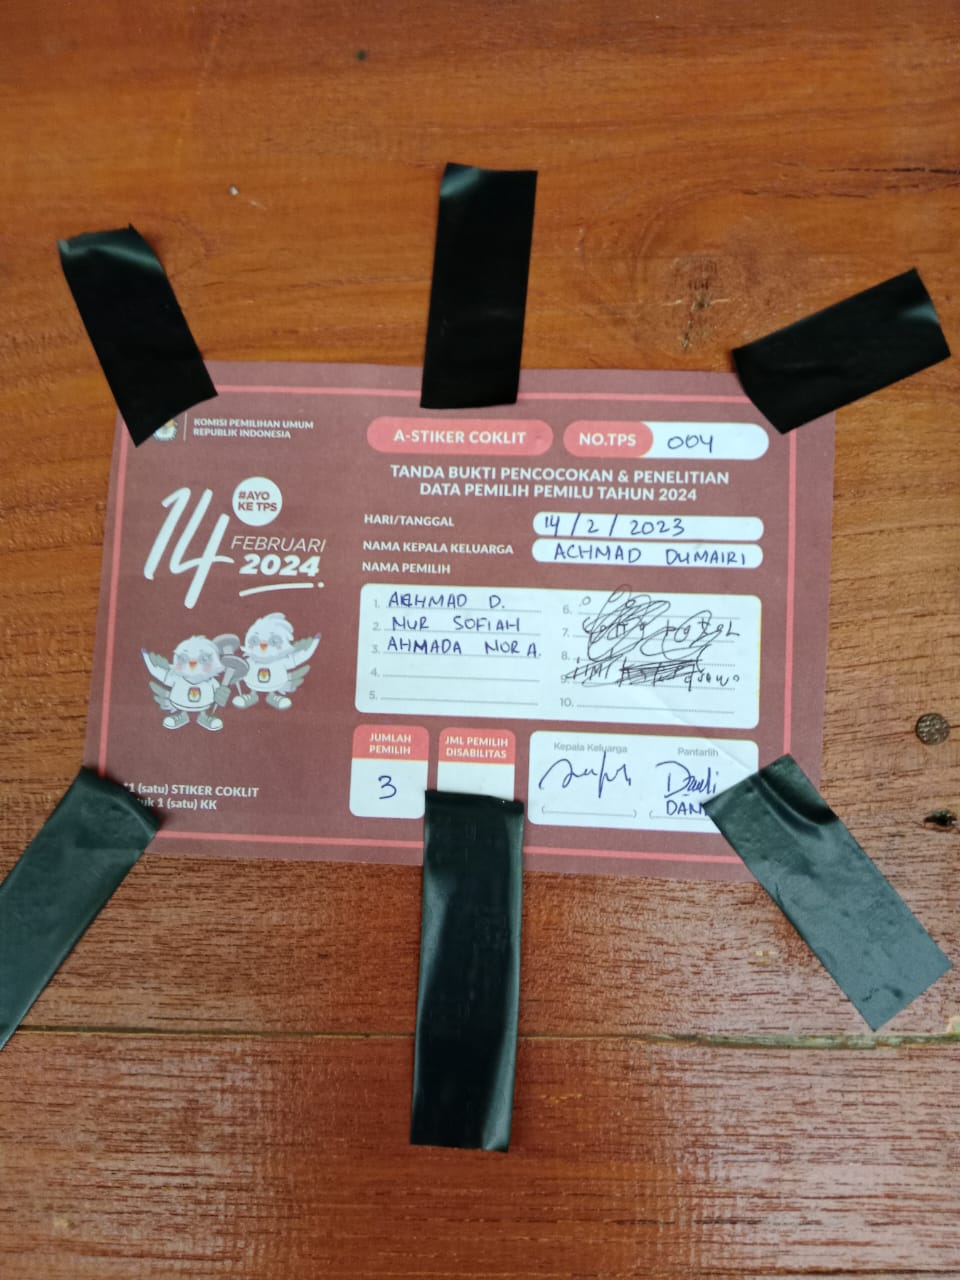 KOMISI PEMILIHAN UMUM
REPUBLIK INDONESIA
#AYO
KE TPS
14
FEBRUARI
2024
A-STIKER COKLIT
NO.TPS 004
TANDA BUKTI PENCOCOKAN & PENELITIAN
DATA PEMILIH PEMILU TAHUN 2024
HARI/TANGGAL 14/2/2023
NAMA KEPALA KELUARGA ACHMAD DUMAIRI
NAMA PEMILIH
1. ACHMAD D.
2. NUR SOFIAH
3. AHMADA NOR A.
4.
5.
6.
7.
8.
9.
10.
JUMLAH
PEMILIH
3
JML PEMILIH
DISABILITAS
Kepala Keluarga
Pantarlih
1 (satu) STIKER COKLIT
1 (satu) KK